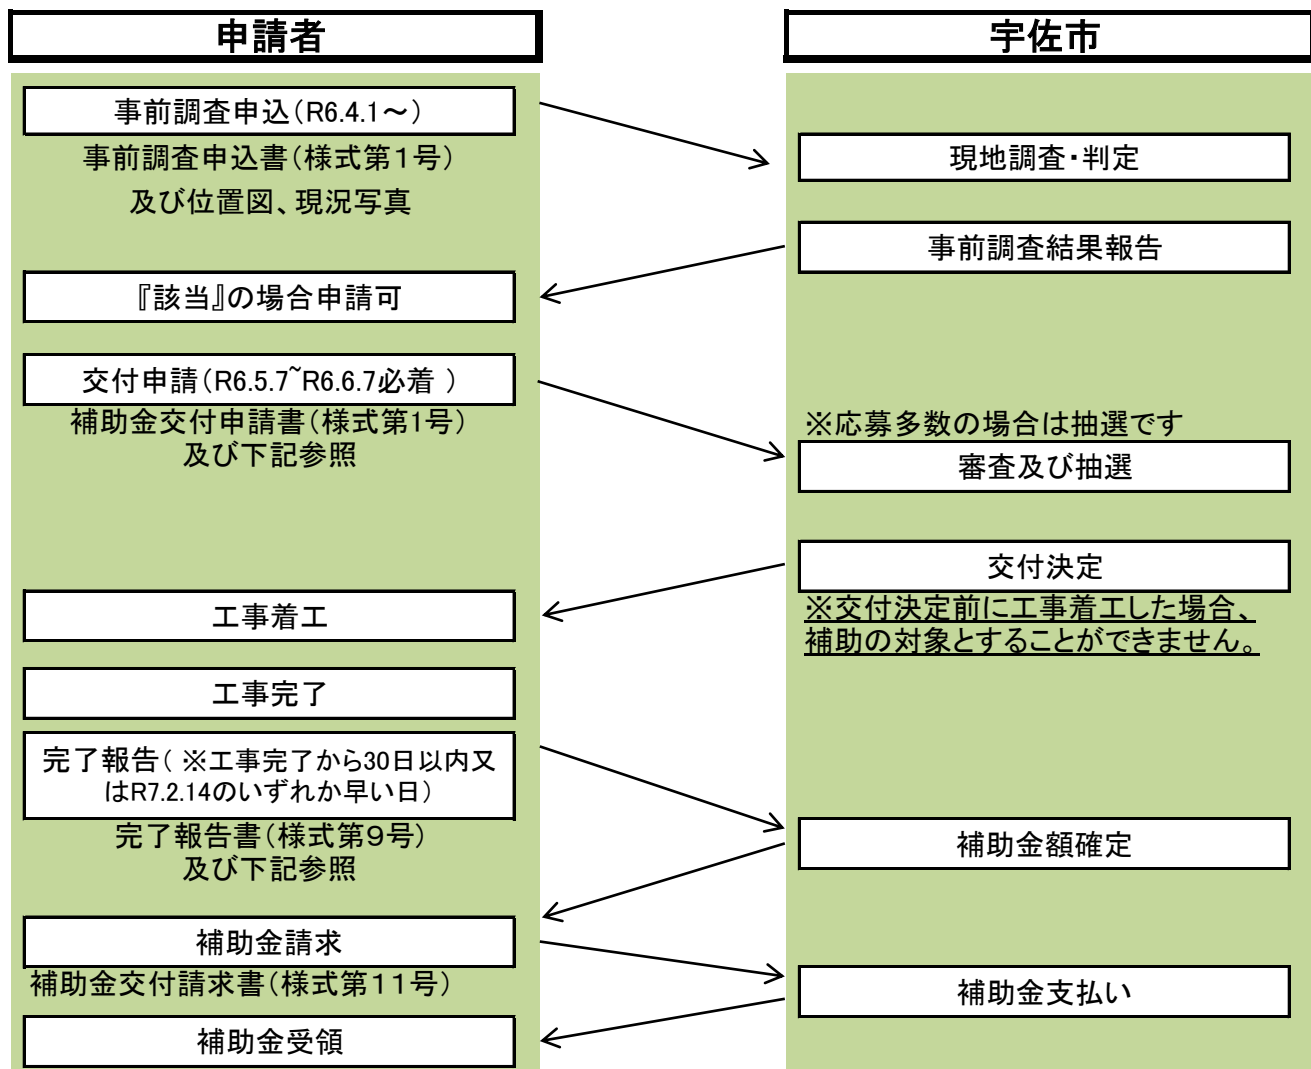 申請者
宇佐市
事前調査申込（R6.4.1～）
事前調査申込書（様式第１号）
及び位置図、現況写真
現地調査・判定
事前調査結果報告
『該当』の場合申請可
交付申請（R6.5.7~R6.6.7必着 ）
補助金交付申請書（様式第1号）
及び下記参照
※応募多数の場合は抽選です
審査及び抽選
交付決定
※交付決定前に工事着工した場合、
補助の対象とすることができません。
工事着工
工事完了
完了報告（ ※工事完了から30日以内又
はR7.2.14のいずれか早い日）
完了報告書（様式第９号）
及び下記参照
補助金額確定
補助金請求
補助金交付請求書（様式第１１号）
補助金支払い
補助金受領